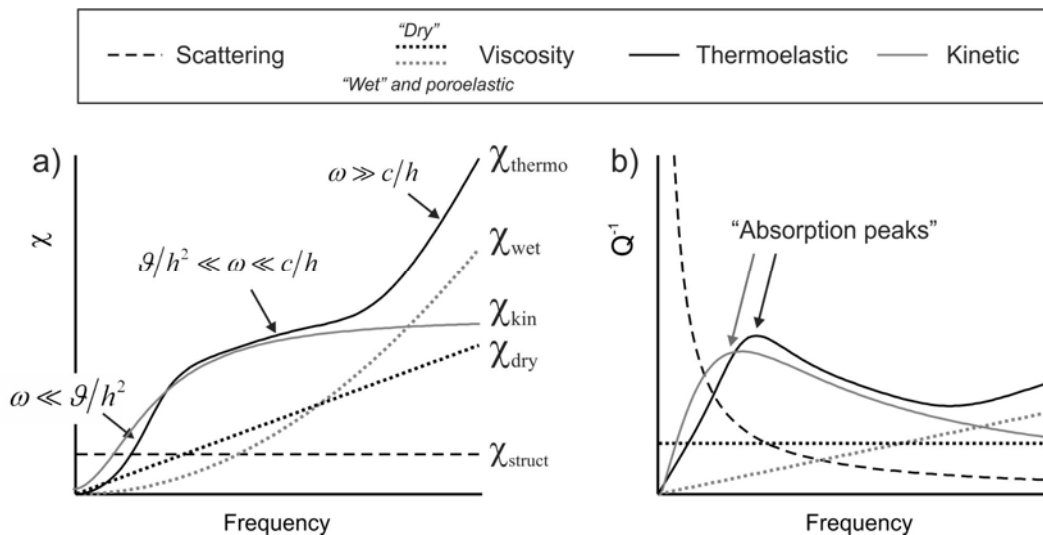 "Dry"
Scattering
Viscosity
Thermoelastic
Kinetic
"Wet" and poroelastic
a)
χ
ω ≫ c/h
ϑ/h² ≪ ω ≪ c/h
ω ≪ ϑ/h²
χthermo
χwet
χkin
χdry
χstruct
Frequency
b)
Q⁻¹
"Absorption peaks"
Frequency